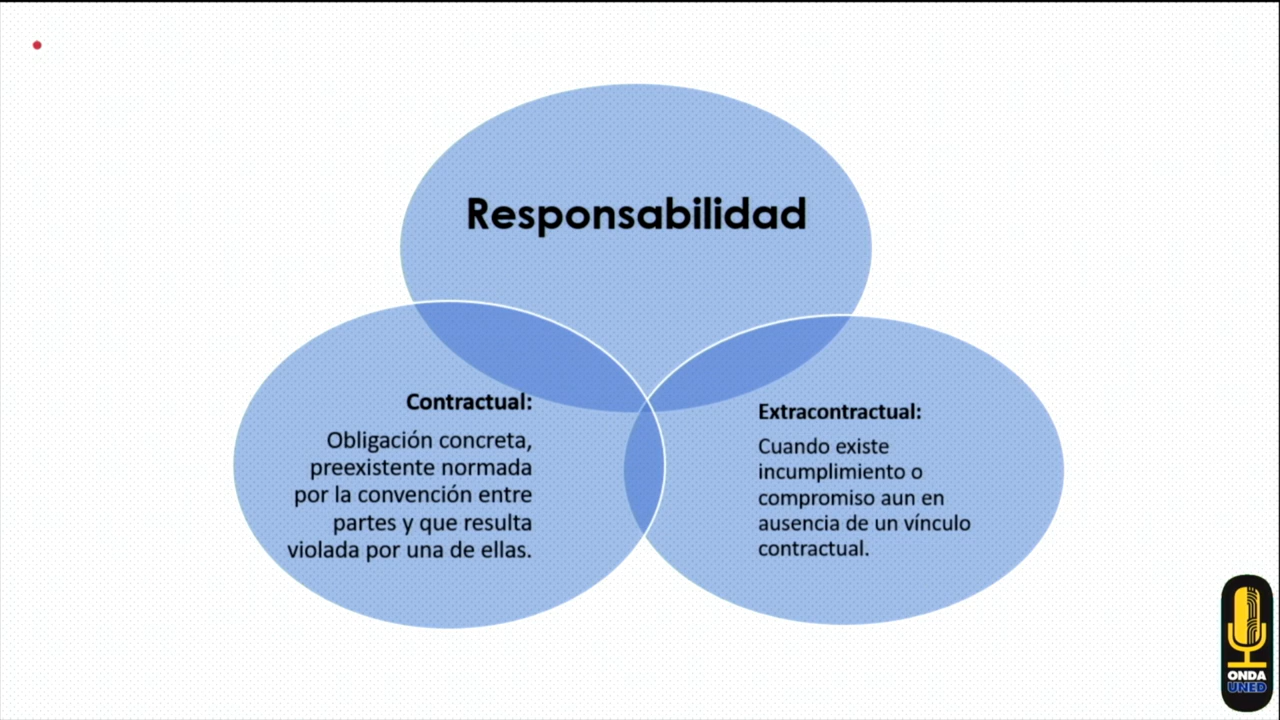 Responsabilidad
Contractual:
Obligación concreta,
preexistente normada
por la convención entre
partes y que resulta
violada por una de ellas.
Extracontractual:
Cuando existe
incumplimiento o
compromiso aun en
ausencia de un vínculo
contractual.
ONDA
UNED